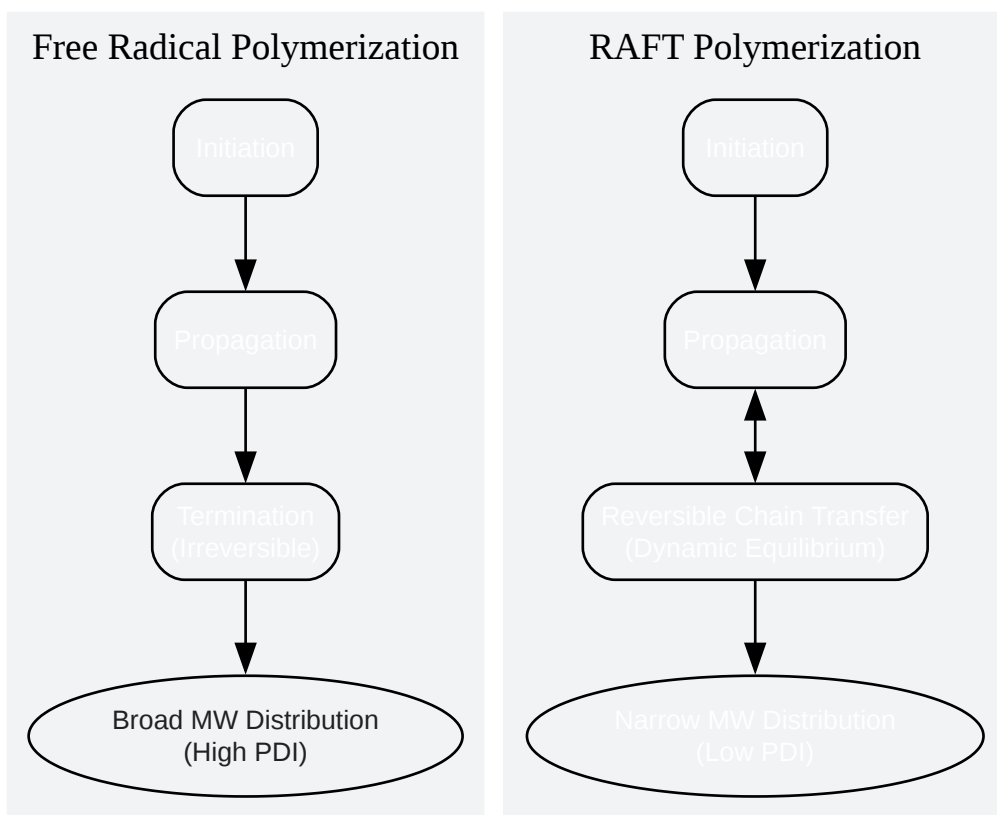 Free Radical Polymerization
Initiation
Propagation
Termination
(Irreversible)
Broad MW Distribution
(High PDI)
RAFT Polymerization
Initiation
Propagation
Reversible Chain Transfer
(Dynamic Equilibrium)
Narrow MW Distribution
(Low PDI)